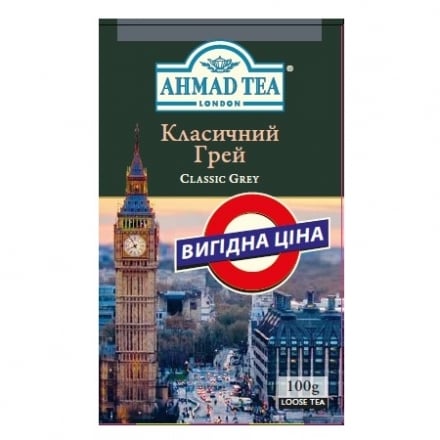 AHMAD TEA®
LONDON
Класичний
Грей
CLASSIC GREY
ВИГІДНА ЦІНА
100g
LOOSE TEA